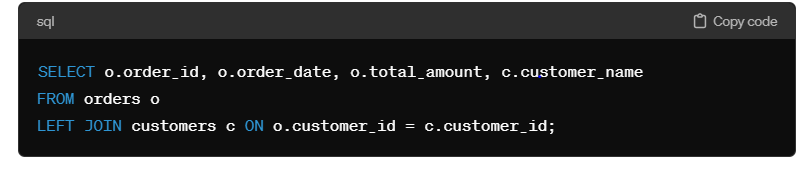 sql Copy code
SELECT o.order_id, o.order_date, o.total_amount, c.customer_name
FROM orders o
LEFT JOIN customers c ON o.customer_id = c.customer_id;